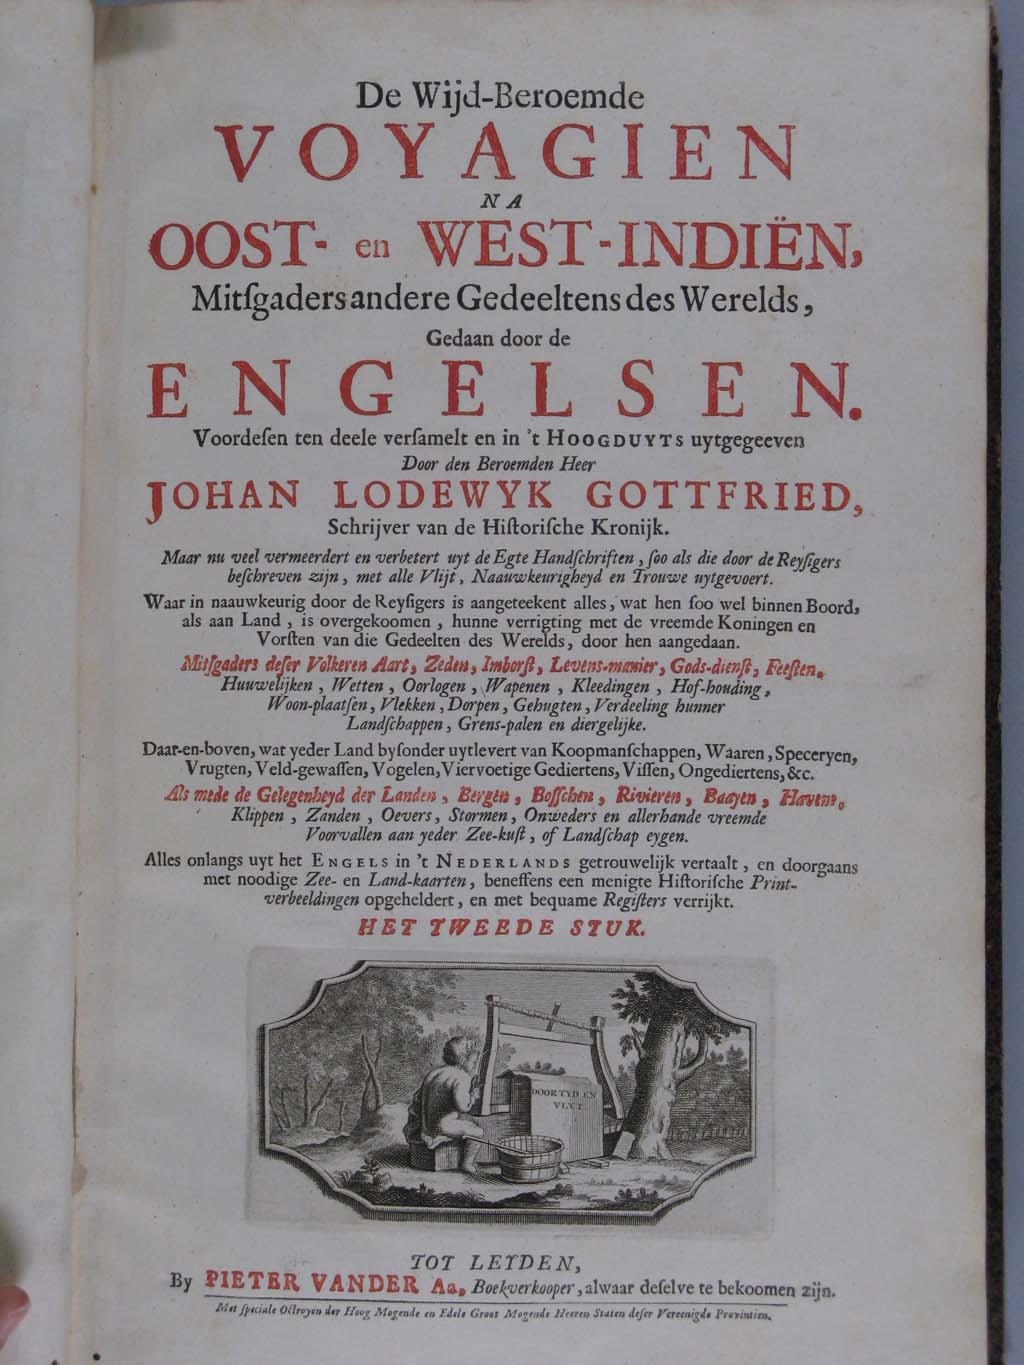 De Wijd-Beroemde
VOYAGIEN
NA
OOST- en WEST-INDIËN,
Mitſgaders andere Gedeeltens des Werelds,
Gedaan door de
ENGELSEN.
Voordeſen ten deele verſamelt en in 't HOOGDUYTS uytgegeeven
Door den Beroemden Heer
JOHAN LODEWYK GOTTFRIED,
Schrijver van de Hiſtoriſche Kronijk.
Maar nu veel vermeerdert en verbetert uyt de Egte Handſchriften, ſoo als die door de Reyſigers
beſchreven zijn, met alle Vlijt, Naauwkeurigheyd en Trouwe uytgevoert.
Waar in naauwkeurig door de Reyſigers is aangeteekent alles, wat hen ſoo wel binnen Boord,
als aan Land, is overgekoomen, hunne verrigting met de vreemde Koningen en
Vorſten van die Gedeelten des Werelds, door hen aangedaan.
Mitſgaders deſer Volkeren Aart, Zeden, Imborſt, Levens-manier, Gods-dienſt, Feeſten,
Huuwelijken, Wetten, Oorlogen, Wapenen, Kleedingen, Hof-houding,
Woon-plaatſen, Vlekken, Dorpen, Gehugten, Verdeeling hunner
Landſchappen, Grens-palen en diergelijke.
Daar-en-boven, wat yeder Land byſonder uytlevert van Koopmanſchappen, Waaren, Speceryen,
Vrugten, Veld-gewaſſen, Vogelen, Viervoetige Gediertens, Viſſen, Ongediertens, &c.
Als mede de Gelegenheyd der Landen, Bergen, Boſſchen, Rivieren, Baayen, Havens,
Klippen, Zanden, Oevers, Stormen, Onweders en allerhande vreemde
Voorvallen aan yeder Zee-kuſt, of Landſchap eygen.
Alles onlangs uyt het ENGELS in 't NEDERLANDS getrouwelijk vertaalt, en doorgaans
met noodige Zee- en Land-kaarten, beneffens een menigte Hiſtoriſche Print-
verbeeldingen opgeheldert, en met bequame Regiſters verrijkt.
HET TWEEDE STUK.
DOOR TYD EN
VLYT
TOT LEYDEN,
By PIETER VANDER Aa, Boekverkooper, alwaar deſelve te bekoomen zijn.
Met ſpeciale Octroyen der Hoog Mogende en Edele Groot Mogende Heeren Staten deſer Vereenigde Provintien.